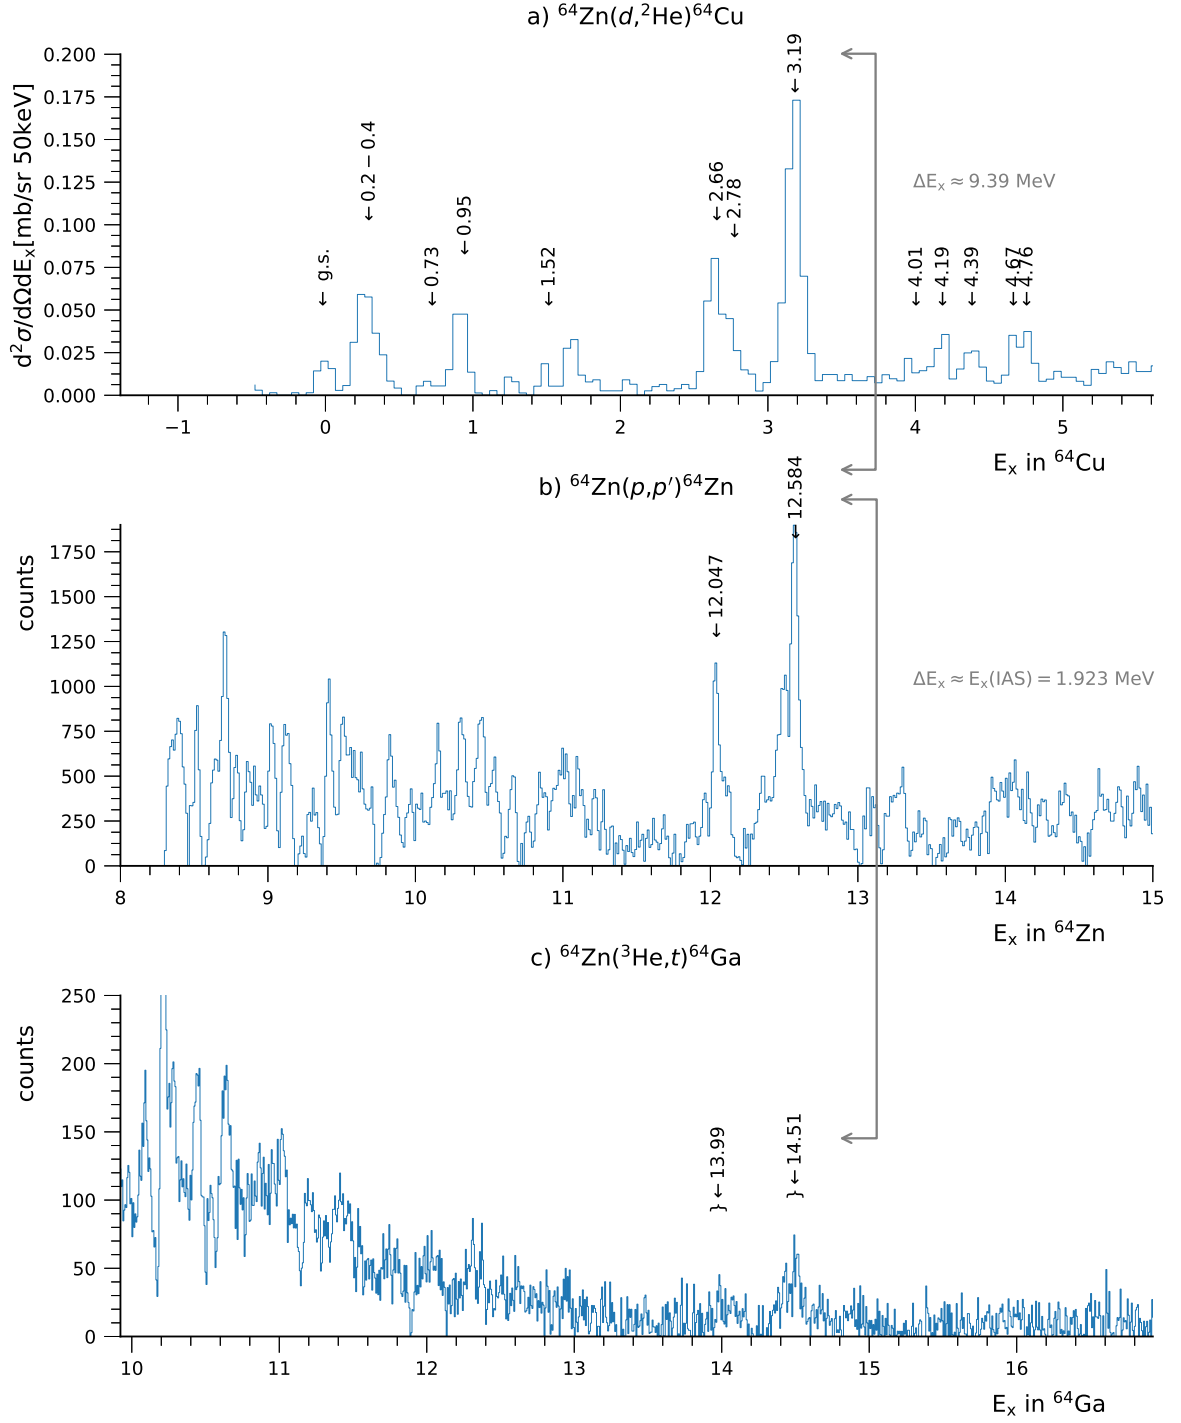 a) ⁶⁴Zn(d,²He)⁶⁴Cu
d²σ/dΩdEₓ[mb/sr 50keV]
0.200
0.175
0.150
0.125
0.100
0.075
0.050
0.025
0.000
← g.s.
←0.2 − 0.4
←0.73
←0.95
←1.52
←2.66
←2.78
←3.19
←4.01
←4.19
←4.39
←4.67
←4.76
ΔEₓ ≈ 9.39 MeV
−1 0 1 2 3 4 5
Eₓ in ⁶⁴Cu
b) ⁶⁴Zn(p,p′)⁶⁴Zn
counts
1750
1500
1250
1000
750
500
250
0
←12.047
←12.584
ΔEₓ ≈ Eₓ(IAS) = 1.923 MeV
8 9 10 11 12 13 14 15
Eₓ in ⁶⁴Zn
c) ⁶⁴Zn(³He,t)⁶⁴Ga
counts
250
200
150
100
50
0
}←13.99
}←14.51
10 11 12 13 14 15 16
Eₓ in ⁶⁴Ga